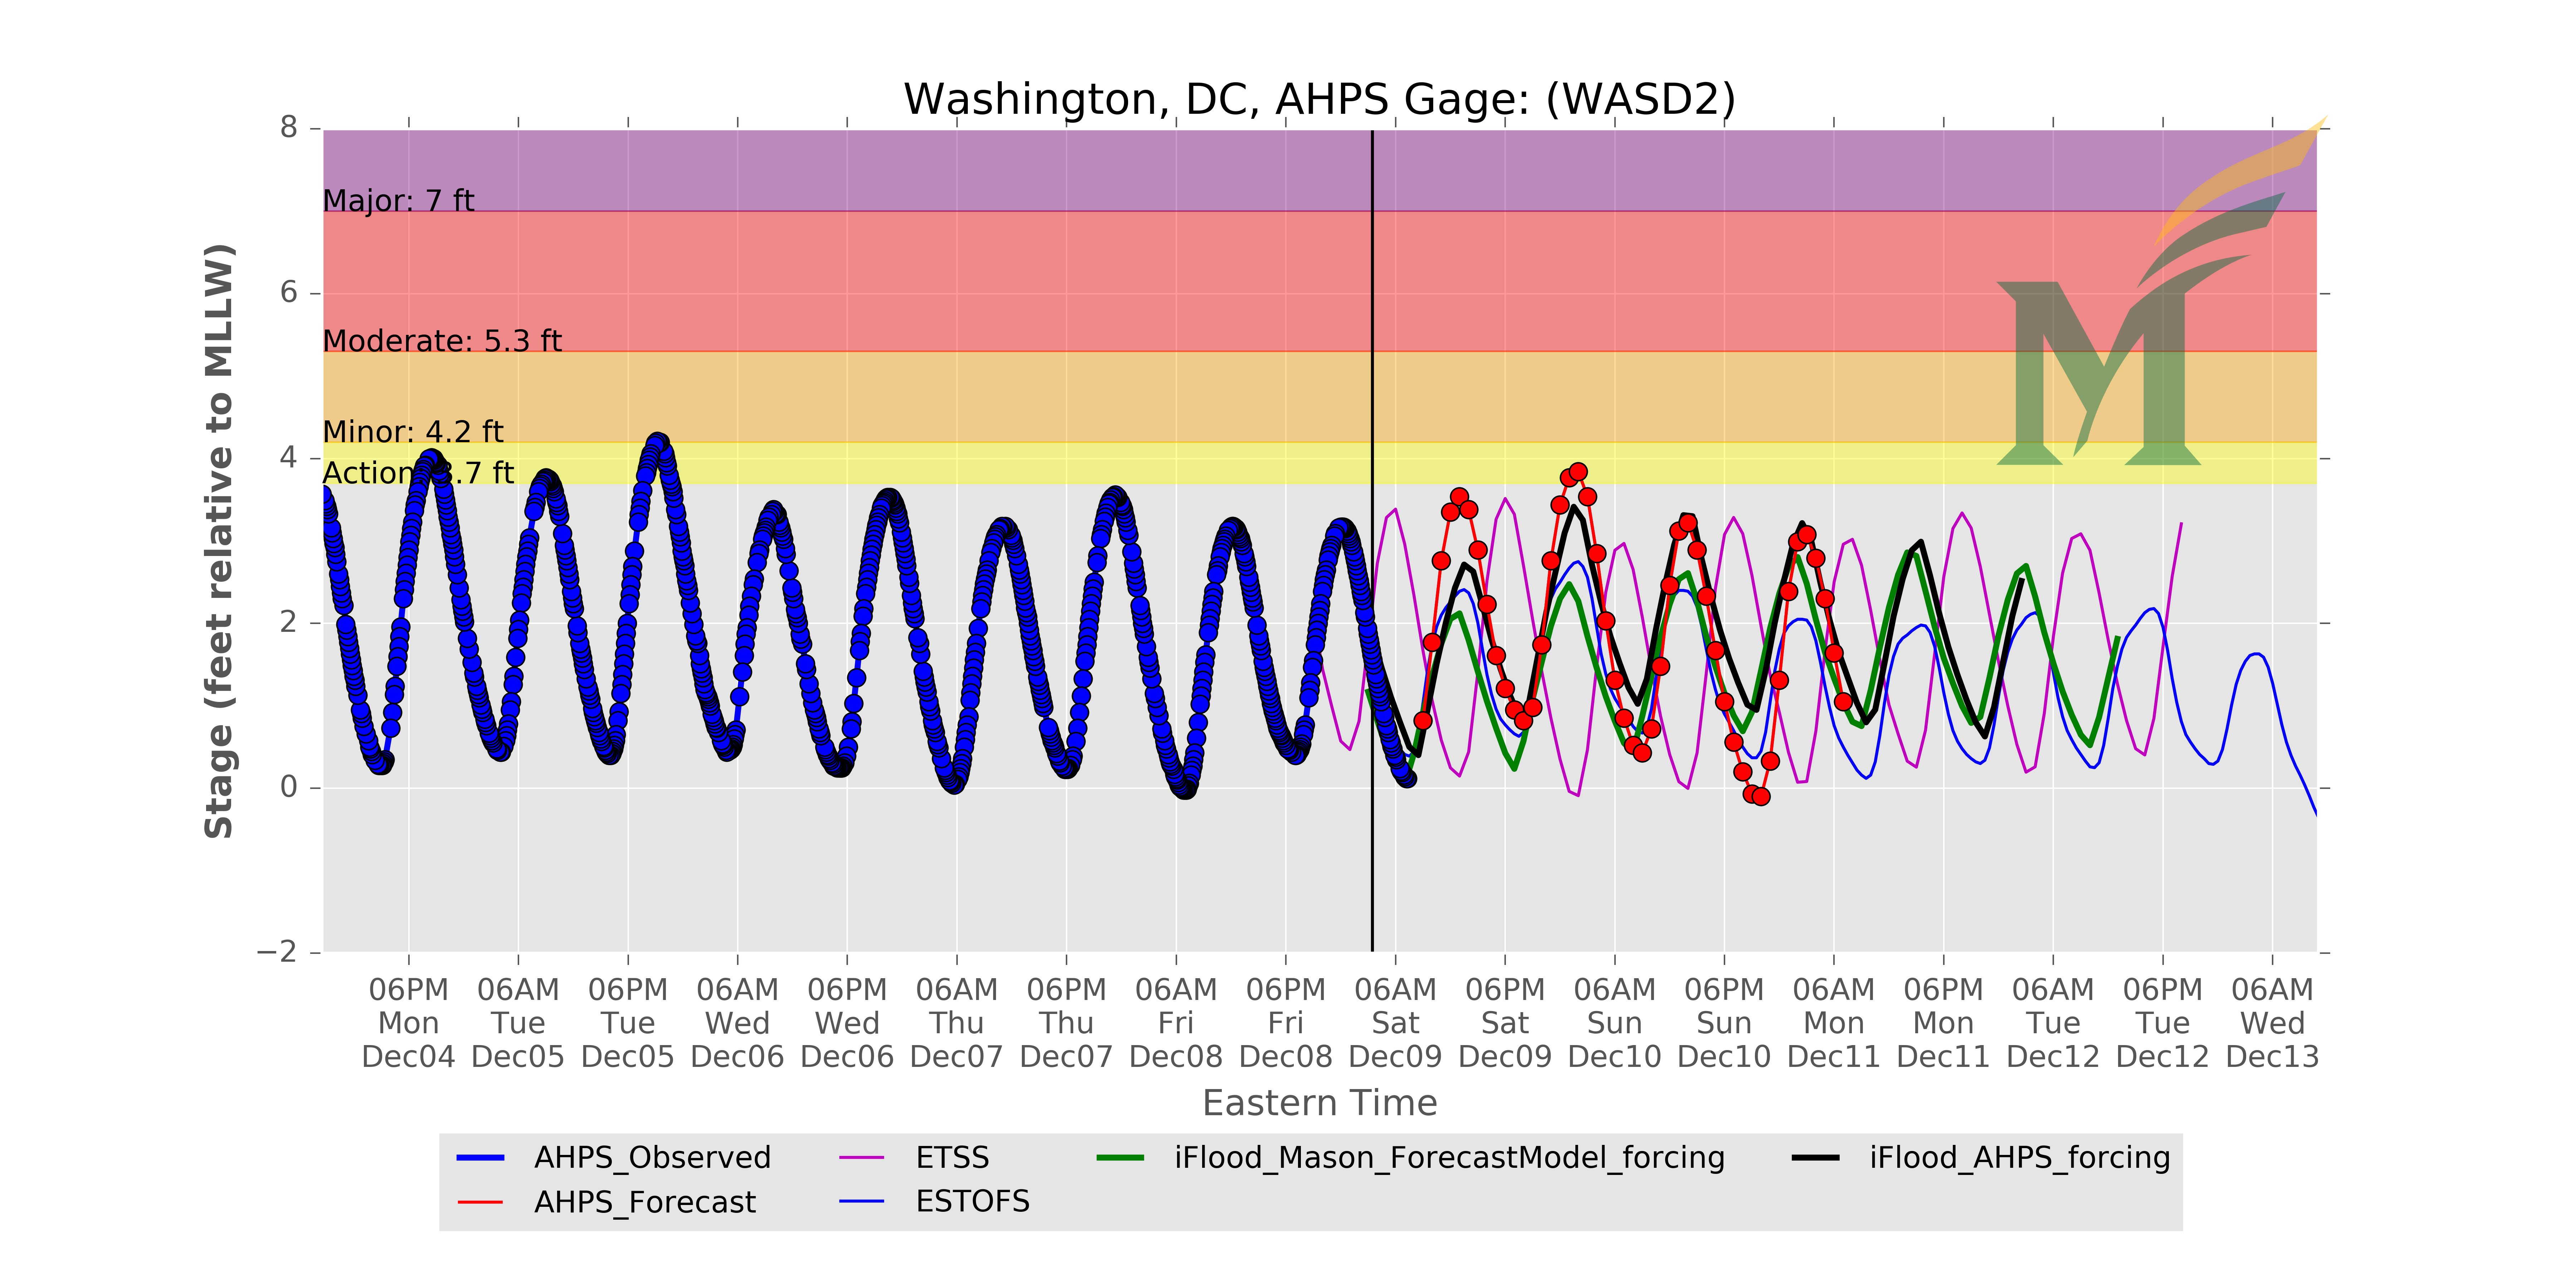 Washington, DC, AHPS Gage: (WASD2)
Stage (feet relative to MLLW)
8
6
4
2
0
−2
Major: 7 ft
Moderate: 5.3 ft
Minor: 4.2 ft
Action: .7 ft
06PM 06AM 06PM 06AM 06PM 06AM 06PM 06AM 06PM 06AM 06PM 06AM 06PM 06AM 06PM 06AM 06PM 06AM
Mon Tue Tue Wed Wed Thu Thu Fri Fri Sat Sat Sun Sun Mon Mon Tue Tue Wed
Dec04 Dec05 Dec05 Dec06 Dec06 Dec07 Dec07 Dec08 Dec08 Dec09 Dec09 Dec10 Dec10 Dec11 Dec11 Dec12 Dec12 Dec13
Eastern Time
AHPS_Observed ETSS iFlood_Mason_ForecastModel_forcing iFlood_AHPS_forcing
AHPS_Forecast ESTOFS
M